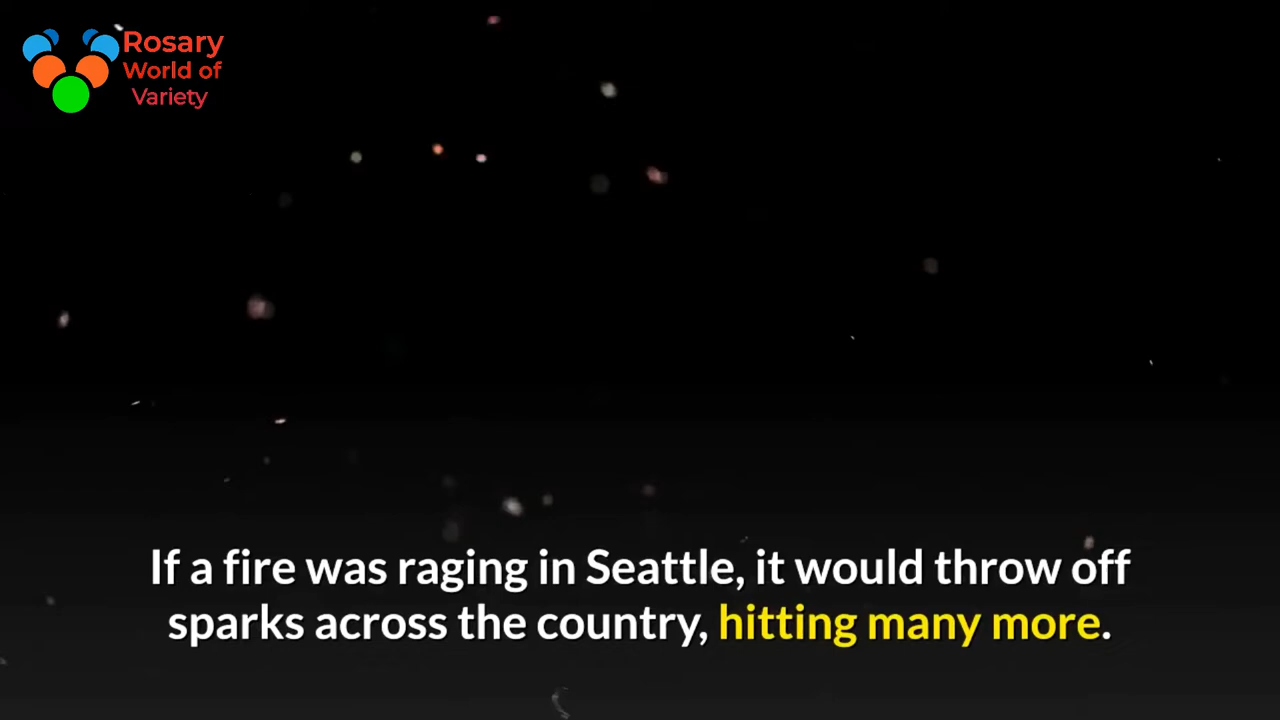 Rosary
World of
Variety
If a fire was raging in Seattle, it would throw off
sparks across the country, hitting many more.